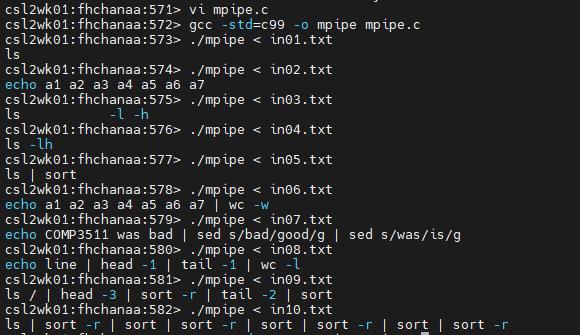 csl2wk01:fhchanaa:571> vi mpipe.c
csl2wk01:fhchanaa:572> gcc -std=c99 -o mpipe mpipe.c
csl2wk01:fhchanaa:573> ./mpipe < in01.txt
ls
csl2wk01:fhchanaa:574> ./mpipe < in02.txt
echo a1 a2 a3 a4 a5 a6 a7
csl2wk01:fhchanaa:575> ./mpipe < in03.txt
ls           -l -h
csl2wk01:fhchanaa:576> ./mpipe < in04.txt
ls -lh
csl2wk01:fhchanaa:577> ./mpipe < in05.txt
ls | sort
csl2wk01:fhchanaa:578> ./mpipe < in06.txt
echo a1 a2 a3 a4 a5 a6 a7 | wc -w
csl2wk01:fhchanaa:579> ./mpipe < in07.txt
echo COMP3511 was bad | sed s/bad/good/g | sed s/was/is/g
csl2wk01:fhchanaa:580> ./mpipe < in08.txt
echo line | head -1 | tail -1 | wc -l
csl2wk01:fhchanaa:581> ./mpipe < in09.txt
ls / | head -3 | sort -r | tail -2 | sort
csl2wk01:fhchanaa:582> ./mpipe < in10.txt
ls | sort -r | sort | sort -r | sort | sort -r | sort | sort -r